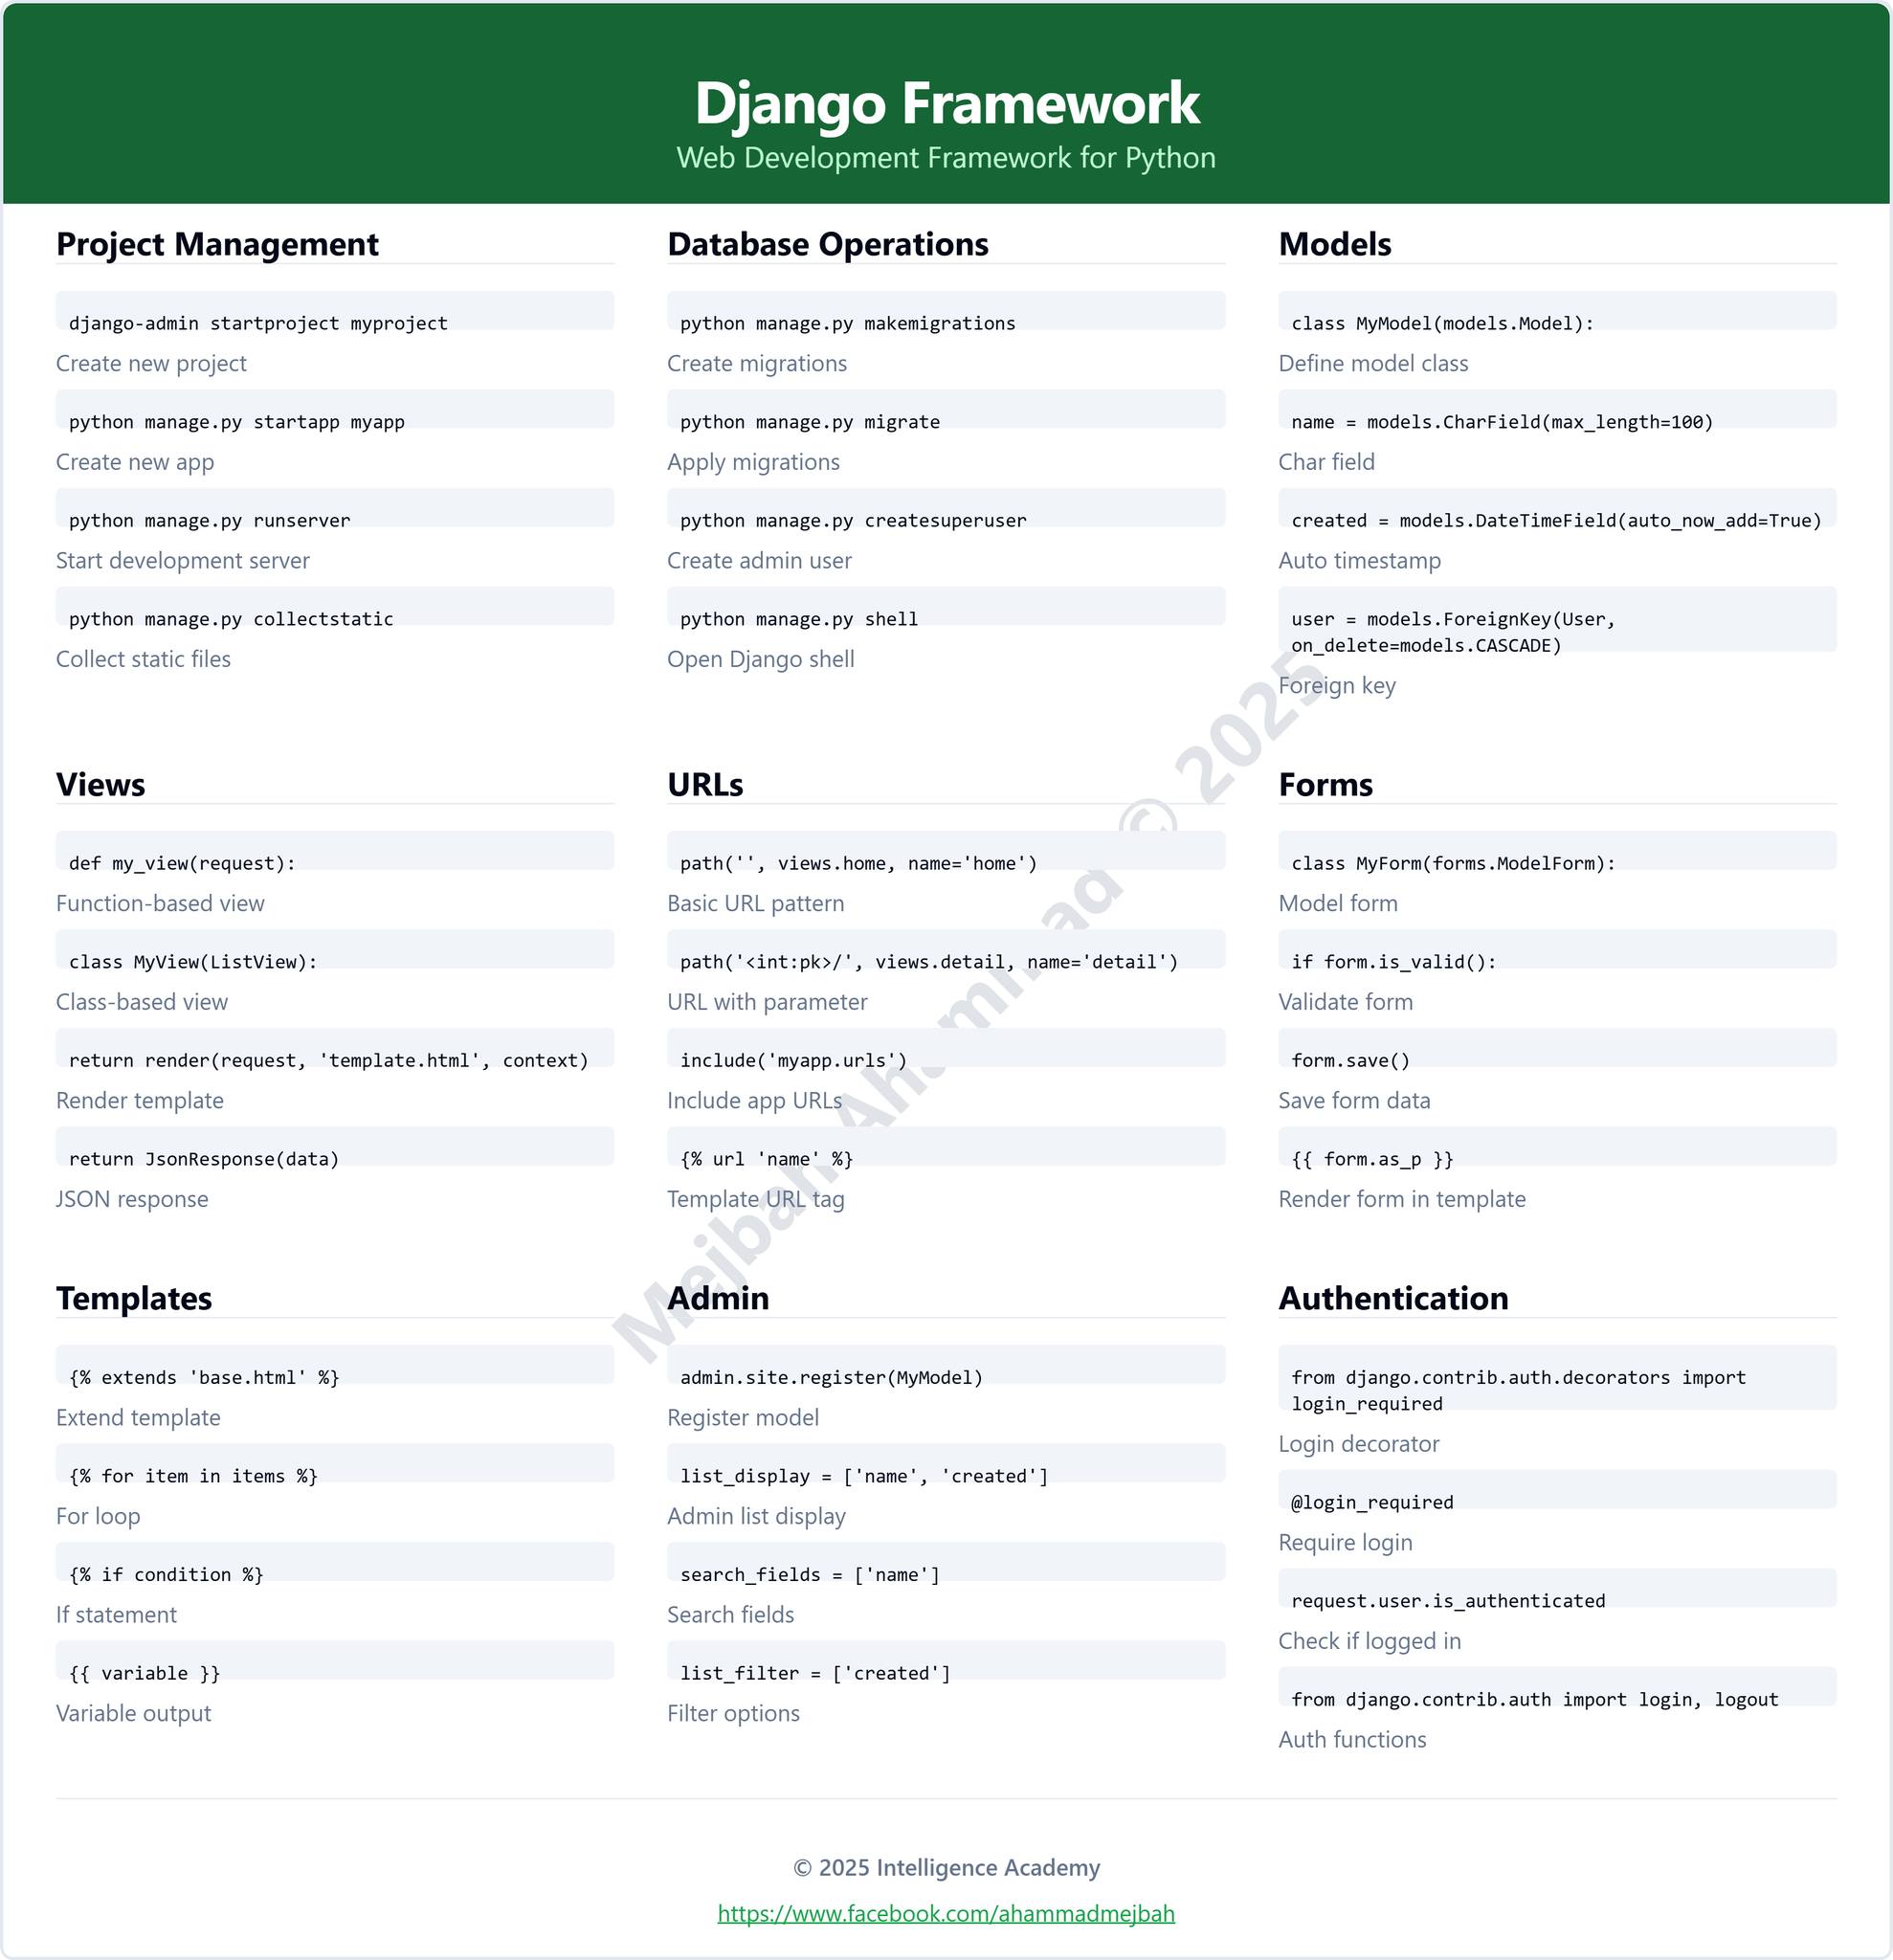 Django Framework
Web Development Framework for Python
Project Management
django-admin startproject myproject
Create new project
python manage.py startapp myapp
Create new app
python manage.py runserver
Start development server
python manage.py collectstatic
Collect static files
Database Operations
python manage.py makemigrations
Create migrations
python manage.py migrate
Apply migrations
python manage.py createsuperuser
Create admin user
python manage.py shell
Open Django shell
Models
class MyModel(models.Model):
Define model class
name = models.CharField(max_length=100)
Char field
created = models.DateTimeField(auto_now_add=True)
Auto timestamp
user = models.ForeignKey(User,
on_delete=models.CASCADE)
Foreign key
Views
def my_view(request):
Function-based view
class MyView(ListView):
Class-based view
return render(request, 'template.html', context)
Render template
return JsonResponse(data)
JSON response
URLs
path('', views.home, name='home')
Basic URL pattern
path('<int:pk>/', views.detail, name='detail')
URL with parameter
include('myapp.urls')
Include app URLs
{% url 'name' %}
Template URL tag
Forms
class MyForm(forms.ModelForm):
Model form
if form.is_valid():
Validate form
form.save()
Save form data
{{ form.as_p }}
Render form in template
Templates
{% extends 'base.html' %}
Extend template
{% for item in items %}
For loop
{% if condition %}
If statement
{{ variable }}
Variable output
Admin
admin.site.register(MyModel)
Register model
list_display = ['name', 'created']
Admin list display
search_fields = ['name']
Search fields
list_filter = ['created']
Filter options
Authentication
from django.contrib.auth.decorators import
login_required
Login decorator
@login_required
Require login
request.user.is_authenticated
Check if logged in
from django.contrib.auth import login, logout
Auth functions
Mejbah Ahammad © 2025
© 2025 Intelligence Academy
https://www.facebook.com/ahammadmejbah